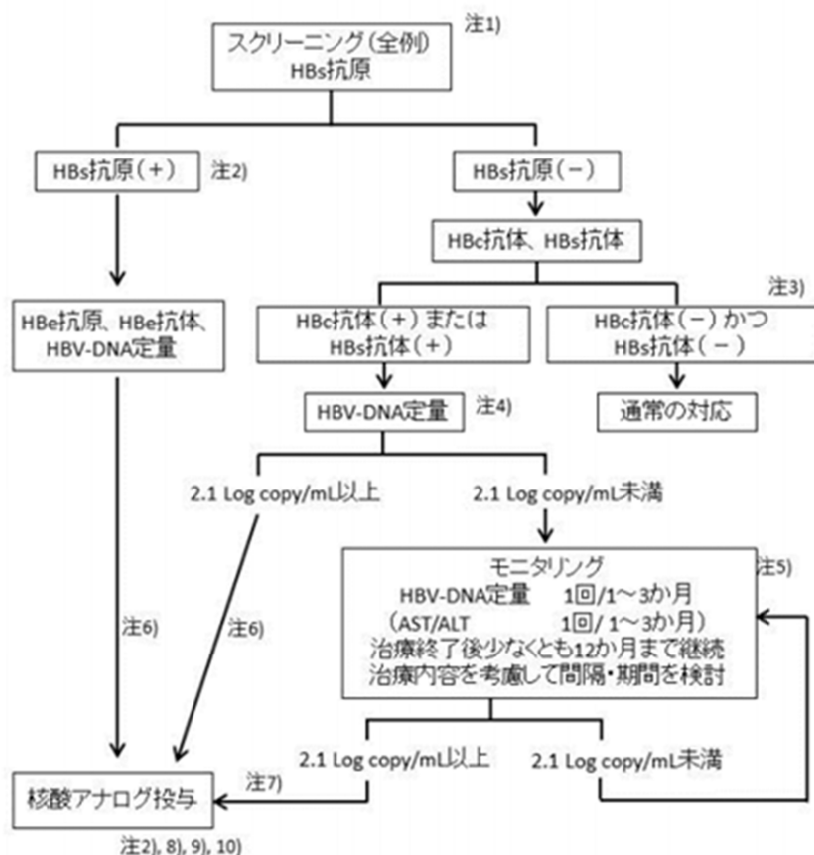 注1)
スクリーニング(全例)
HBs抗原
HBs抗原(+)
注2)
HBs抗原(-)
HBc抗体、HBs抗体
注3)
HBe抗原、HBe抗体、
HBV-DNA定量
HBc抗体(+)または
HBs抗体(+)
HBc抗体(-)かつ
HBs抗体(-)
HBV-DNA定量
注4)
通常の対応
2.1 Log copy/mL以上
2.1 Log copy/mL未満
モニタリング
注5)
HBV-DNA定量 1回/1～3か月
(AST/ALT 1回/1～3か月)
治療終了後少なくとも12か月まで継続
治療内容を考慮して間隔・期間を検討
注6)
注6)
2.1 Log copy/mL以上
2.1 Log copy/mL未満
注7)
核酸アナログ投与
注2), 8), 9), 10)